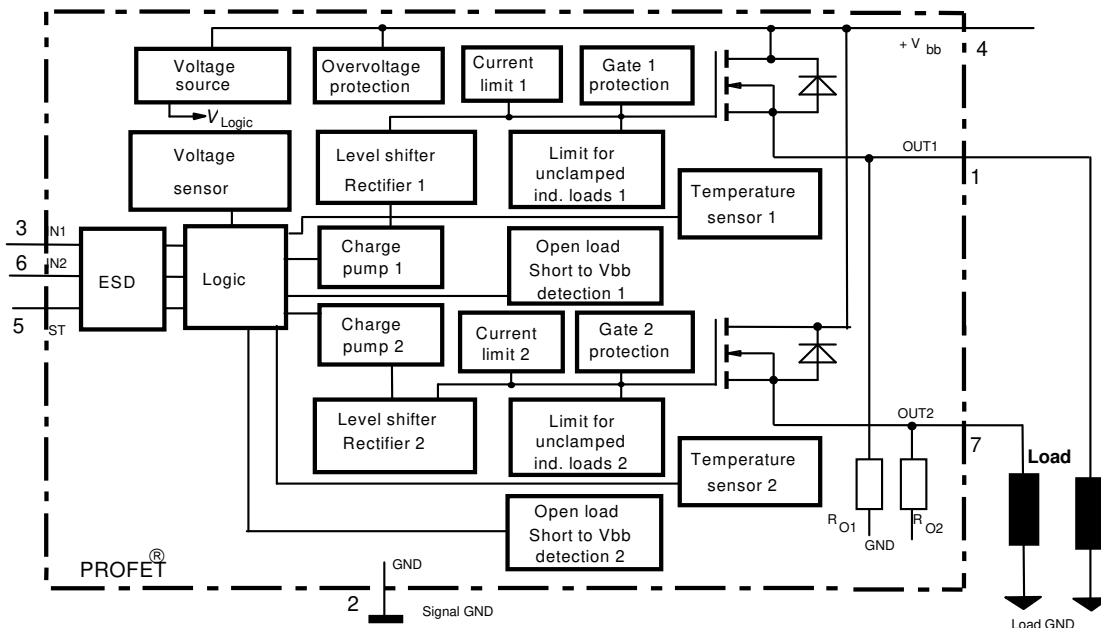 + V bb
4
Voltage
source
Overvoltage
protection
Current
limit 1
Gate 1
protection
VLogic
Voltage
sensor
Level shifter
Rectifier 1
Limit for
unclamped
ind. loads 1
OUT1
1
Temperature
sensor 1
3
IN1
6
IN2
5
ST
ESD
Logic
Charge
pump 1
Open load
Short to Vbb
detection 1
Charge
pump 2
Current
limit 2
Gate 2
protection
Level shifter
Rectifier 2
Limit for
unclamped
ind. loads 2
OUT2
7
Load
Temperature
sensor 2
RO1
GND
RO2
Open load
Short to Vbb
detection 2
PROFET®
GND
2
Signal GND
Load GND